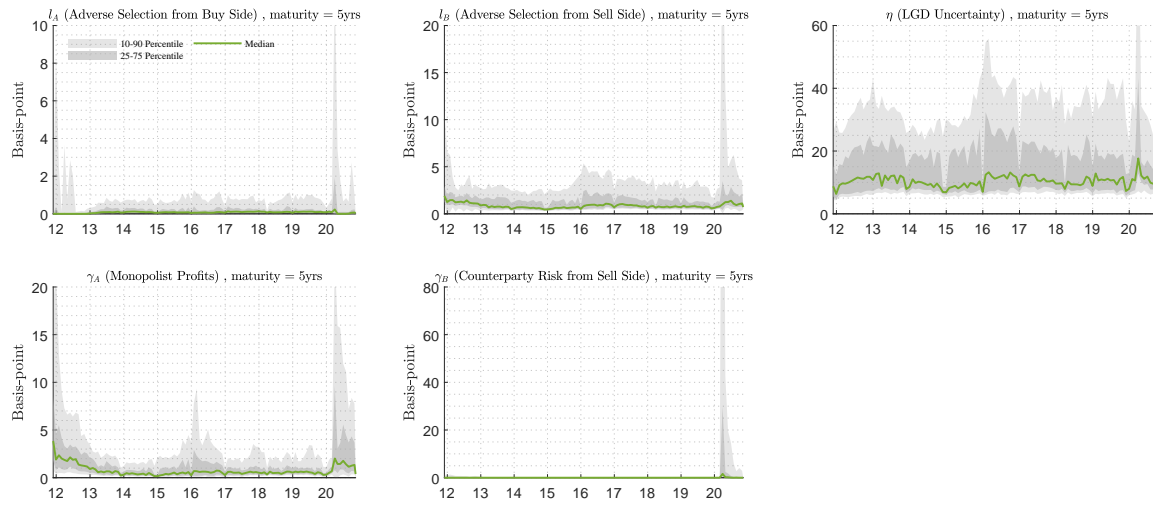 l_A (Adverse Selection from Buy Side) , maturity = 5yrs
10-90 Percentile
Median
25-75 Percentile
Basis-point
10
8
6
4
2
0
12 13 14 15 16 17 18 19 20
l_B (Adverse Selection from Sell Side) , maturity = 5yrs
Basis-point
20
15
10
5
0
12 13 14 15 16 17 18 19 20
η (LGD Uncertainty) , maturity = 5yrs
Basis-point
60
40
20
0
12 13 14 15 16 17 18 19 20
γ_A (Monopolist Profits) , maturity = 5yrs
Basis-point
20
15
10
5
0
12 13 14 15 16 17 18 19 20
γ_B (Counterparty Risk from Sell Side) , maturity = 5yrs
Basis-point
80
60
40
20
0
12 13 14 15 16 17 18 19 20